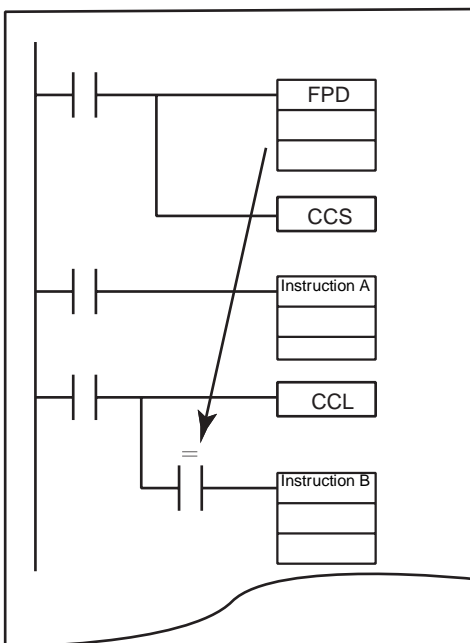 FPD
CCS
Instruction A
CCL
=
Instruction B